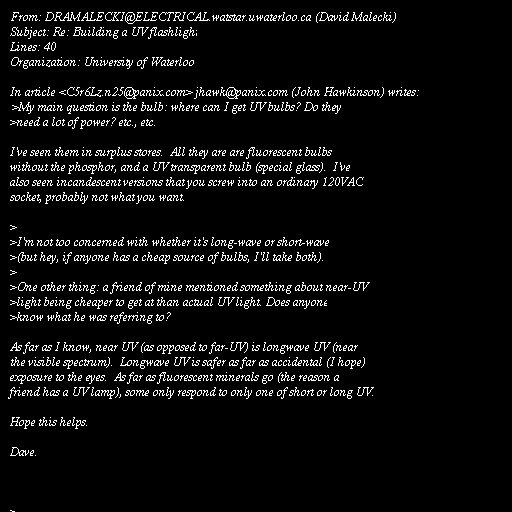 From: DRAMALECKI@ELECTRICAL.watstar.uwaterloo.ca (David Malecki)
Subject: Re: Building a UV flashlight
Lines: 40
Organization: University of Waterloo
In article <C5r6Lz.n25@panix.com> jhawk@panix.com (John Hawkinson) writes:
>My main question is the bulb: where can I get UV bulbs? Do they
>need a lot of power? etc., etc.
I've seen them in surplus stores.  All they are are fluorescent bulbs
without the phosphor, and a UV transparent bulb (special glass).  I've
also seen incandescent versions that you screw into an ordinary 120VAC
socket, probably not what you want.
>
>I'm not too concerned with whether it's long-wave or short-wave
>(but hey, if anyone has a cheap source of bulbs, I'll take both).
>
>One other thing: a friend of mine mentioned something about near-UV
>light being cheaper to get at than actual UV light. Does anyone
>know what he was referring to?
As far as I know, near UV (as opposed to far-UV) is longwave UV (near
the visible spectrum).  Longwave UV is safer as far as accidental (I hope)
exposure to the eyes.  As far as fluorescent minerals go (the reason a
friend has a UV lamp), some only respond to only one of short or long UV.
Hope this helps.
Dave.
>